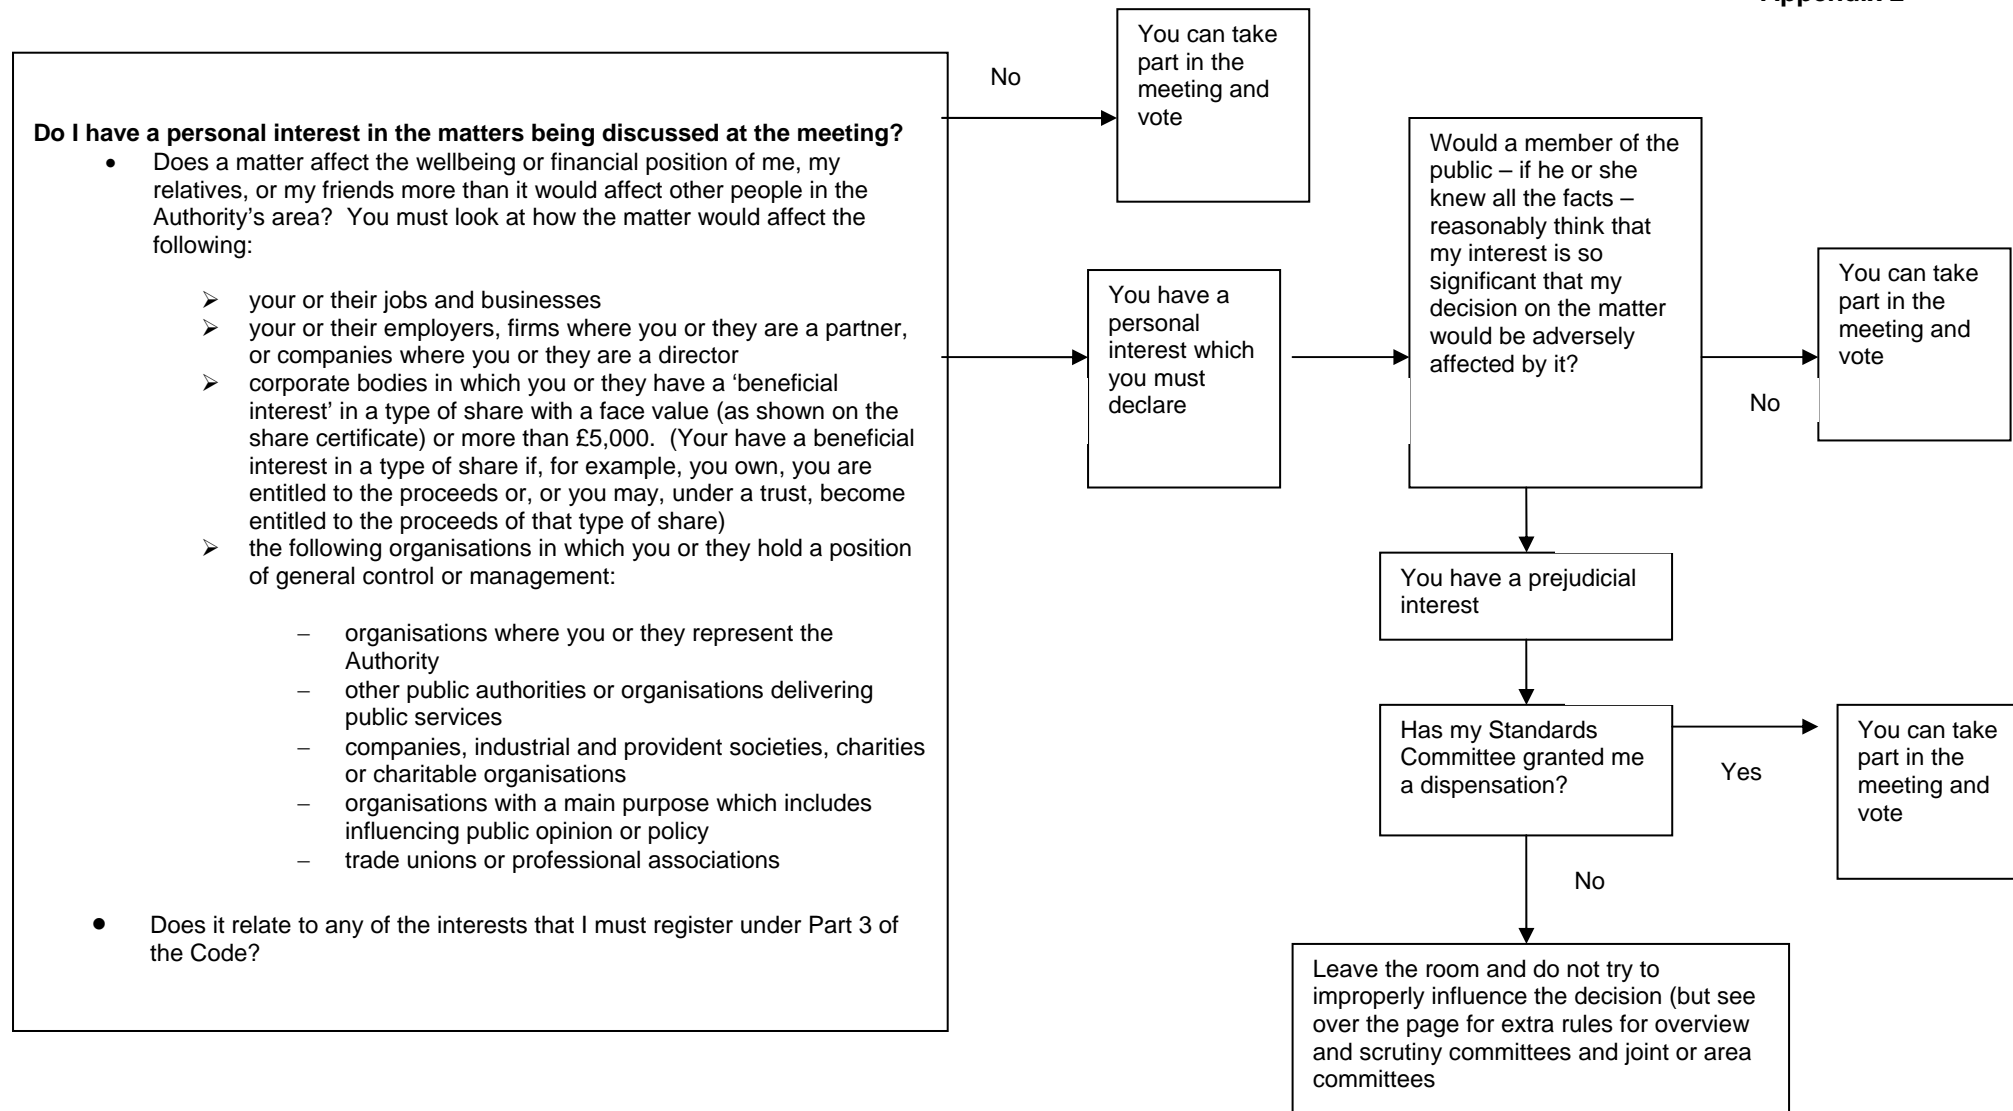 Appendix 2
Do I have a personal interest in the matters being discussed at the meeting?
• Does a matter affect the wellbeing or financial position of me, my
relatives, or my friends more than it would affect other people in the
Authority's area? You must look at how the matter would affect the
following:
➢ your or their jobs and businesses
➢ your or their employers, firms where you or they are a partner,
or companies where you or they are a director
➢ corporate bodies in which you or they have a 'beneficial
interest' in a type of share with a face value (as shown on the
share certificate) or more than £5,000. (Your have a beneficial
interest in a type of share if, for example, you own, you are
entitled to the proceeds or, or you may, under a trust, become
entitled to the proceeds of that type of share)
➢ the following organisations in which you or they hold a position
of general control or management:
– organisations where you or they represent the
Authority
– other public authorities or organisations delivering
public services
– companies, industrial and provident societies, charities
or charitable organisations
– organisations with a main purpose which includes
influencing public opinion or policy
– trade unions or professional associations
• Does it relate to any of the interests that I must register under Part 3 of
the Code?
No
You can take
part in the
meeting and
vote
You have a
personal
interest which
you must
declare
Would a member of the
public – if he or she
knew all the facts –
reasonably think that
my interest is so
significant that my
decision on the matter
would be adversely
affected by it?
No
You can take
part in the
meeting and
vote
You have a prejudicial
interest
Has my Standards
Committee granted me
a dispensation?
Yes
You can take
part in the
meeting and
vote
No
Leave the room and do not try to
improperly influence the decision (but see
over the page for extra rules for overview
and scrutiny committees and joint or area
committees